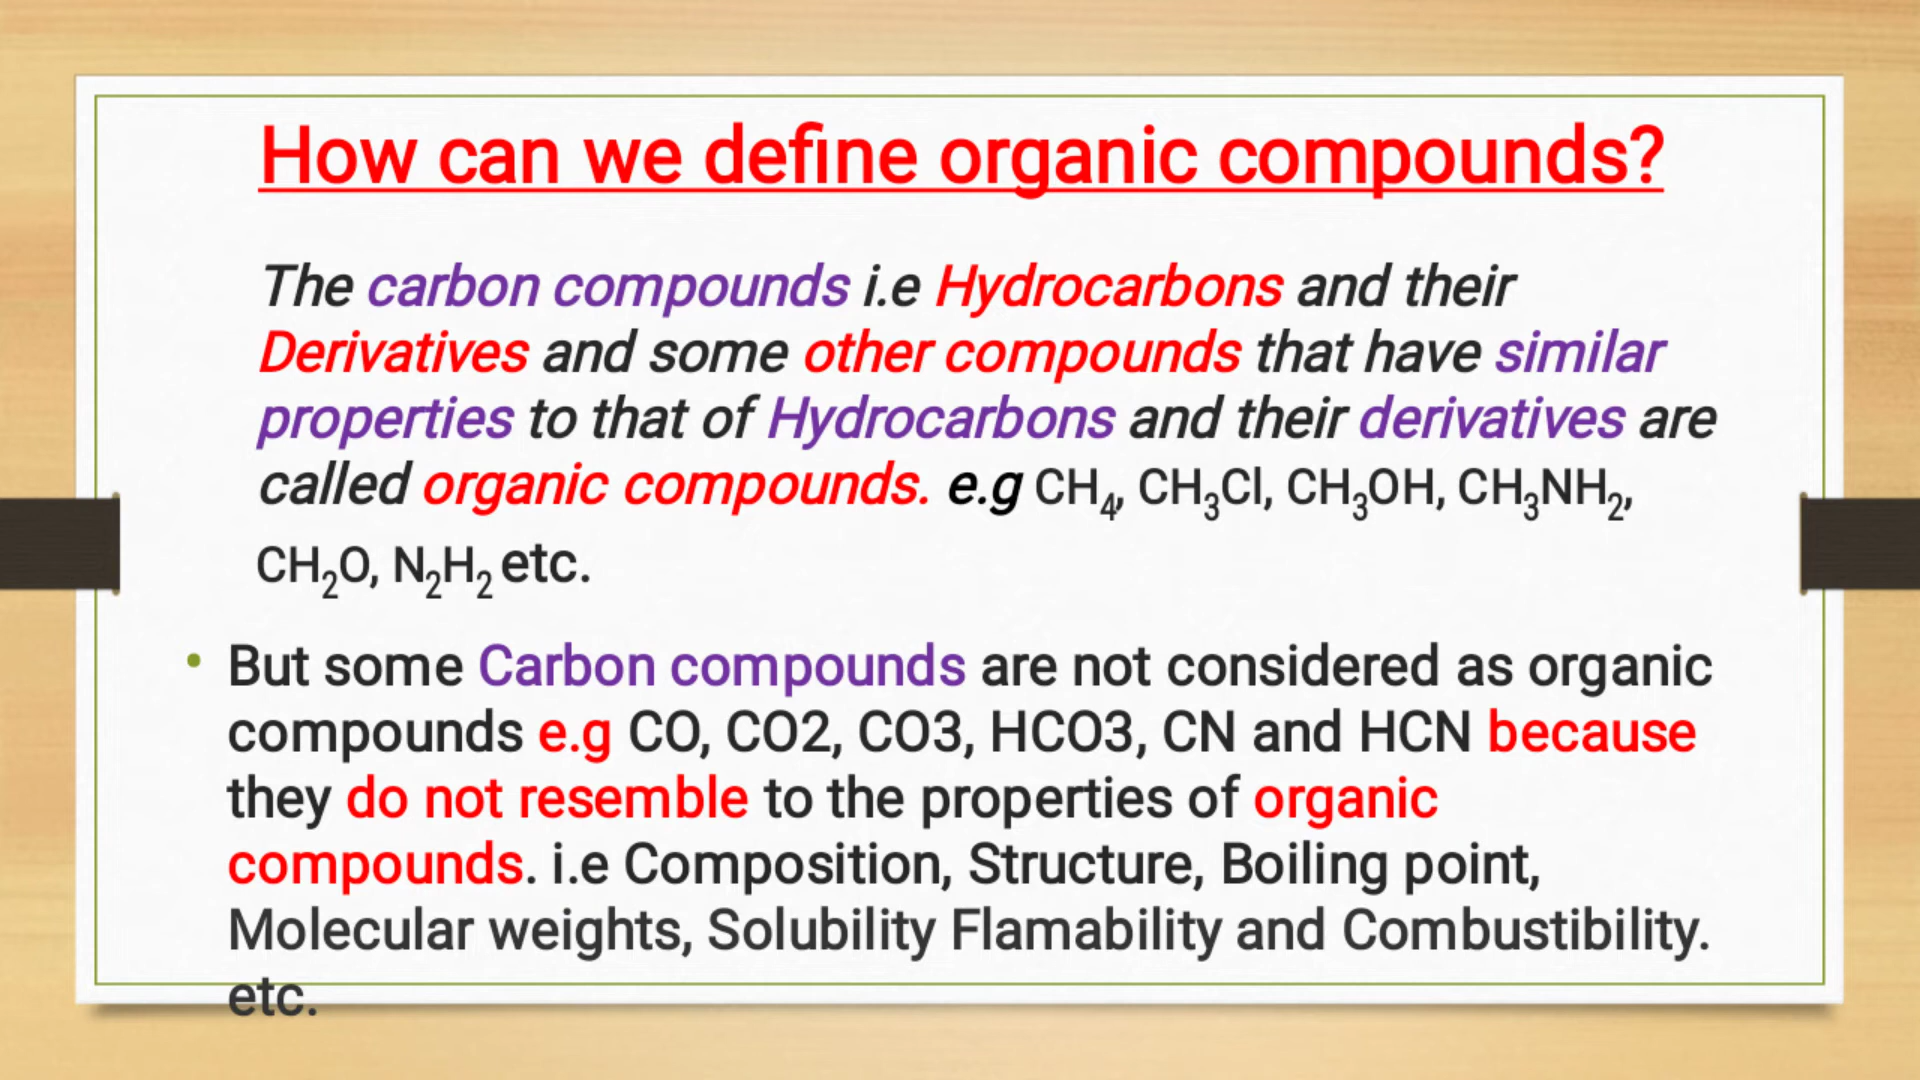 How can we define organic compounds?
The carbon compounds i.e Hydrocarbons and their
Derivatives and some other compounds that have similar
properties to that of Hydrocarbons and their derivatives are
called organic compounds. e.g CH₄, CH₃Cl, CH₃OH, CH₃NH₂,
CH₂O, N₂H₂ etc.
• But some Carbon compounds are not considered as organic
compounds e.g CO, CO2, CO3, HCO3, CN and HCN because
they do not resemble to the properties of organic
compounds. i.e Composition, Structure, Boiling point,
Molecular weights, Solubility Flamability and Combustibility.
etc.